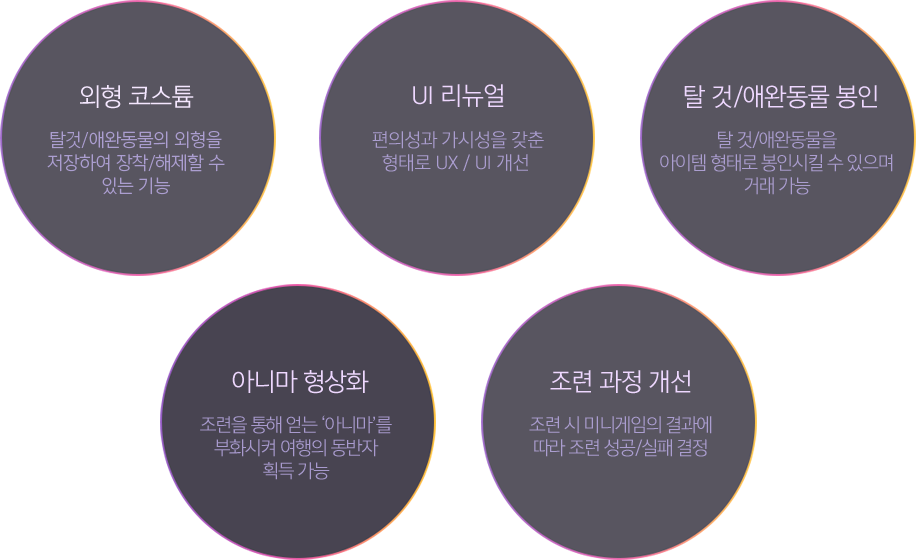 외형 코스튬
탈것/애완동물의 외형을
저장하여 장착/해제할 수
있는 기능
UI 리뉴얼
편의성과 가시성을 갖춘
형태로 UX / UI 개선
탈 것/애완동물 봉인
탈 것/애완동물을
아이템 형태로 봉인시킬 수 있으며
거래 가능
아니마 형상화
조련을 통해 얻는 ‘아니마’를
부화시켜 여행의 동반자
획득 가능
조련 과정 개선
조련 시 미니게임의 결과에
따라 조련 성공/실패 결정